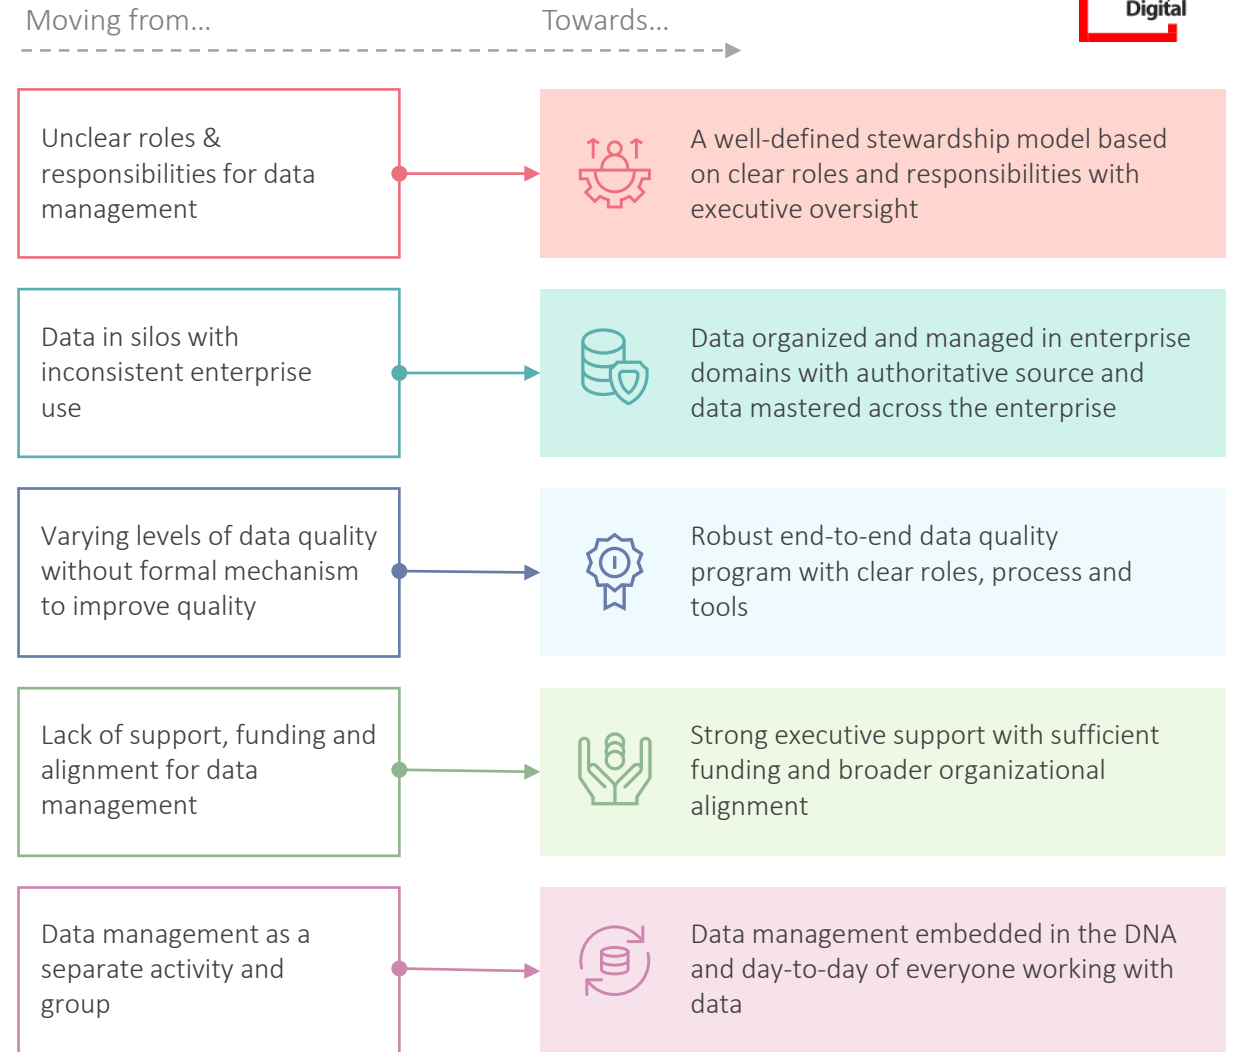 Moving from...
Towards...
Digital
Unclear roles &
responsibilities for data
management
A well-defined stewardship model based
on clear roles and responsibilities with
executive oversight
Data in silos with
inconsistent enterprise
use
Data organized and managed in enterprise
domains with authoritative source and
data mastered across the enterprise
Varying levels of data quality
without formal mechanism
to improve quality
Robust end-to-end data quality
program with clear roles, process and
tools
Lack of support, funding and
alignment for data
management
Strong executive support with sufficient
funding and broader organizational
alignment
Data management as a
separate activity and
group
Data management embedded in the DNA
and day-to-day of everyone working with
data